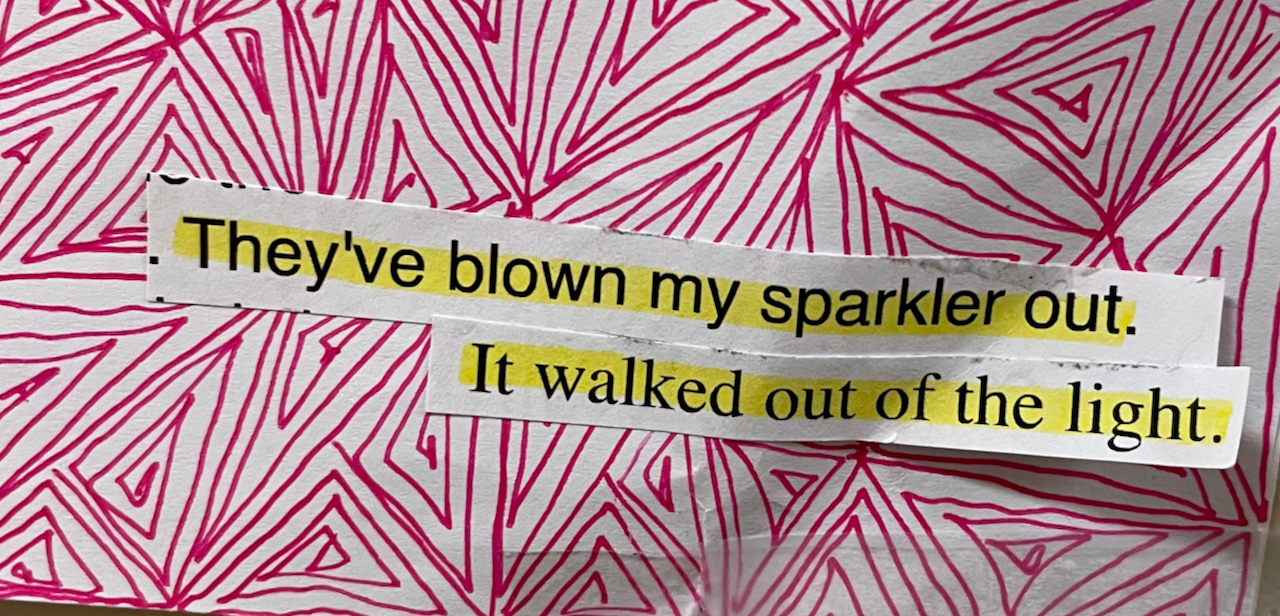 . They've blown my sparkler out.
It walked out of the light.